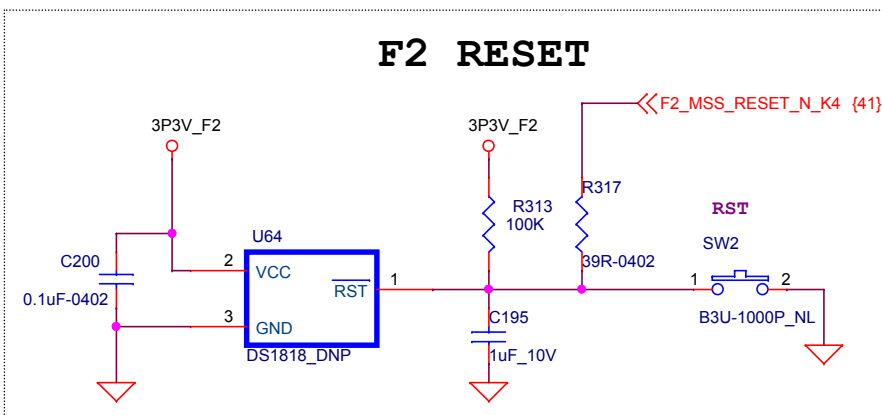 F2 RESET
F2_MSS_RESET_N_K4 {41}
3P3V_F2
3P3V_F2
R317
R313
100K
RST
U64
SW2
C200
0.1uF-0402
2
VCC
RST
1
39R-0402
1
2
3
GND
C195
B3U-1000P_NL
DS1818_DNP
1uF_10V